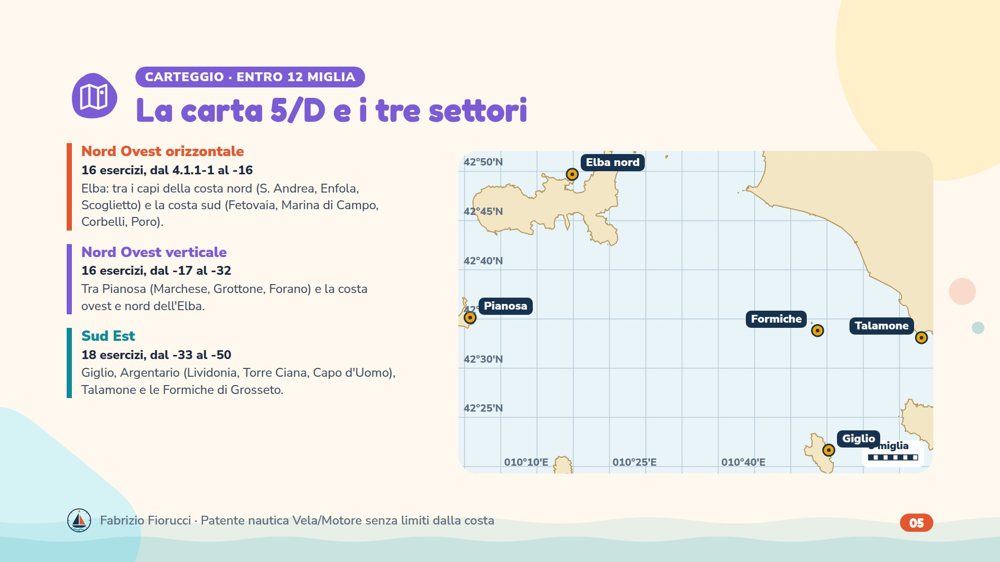 CARTEGGIO · ENTRO 12 MIGLIA
La carta 5/D e i tre settori
Nord Ovest orizzontale
16 esercizi, dal 4.1.1-1 al -16
Elba: tra i capi della costa nord (S. Andrea, Enfola,
Scoglietto) e la costa sud (Fetovaia, Marina di Campo,
Corbelli, Poro).
Nord Ovest verticale
16 esercizi, dal -17 al -32
Tra Pianosa (Marchese, Grottone, Forano) e la costa
ovest e nord dell'Elba.
Sud Est
18 esercizi, dal -33 al -50
Giglio, Argentario (Lividonia, Torre Ciana, Capo d'Uomo),
Talamone e le Formiche di Grosseto.
42°50'N
Elba nord
42°45'N
42°40'N
42°
Pianosa
Formiche
Talamone
42°30'N
42°25'N
Giglio
miglia
010°10'E
010°25'E
010°40'E
Fabrizio Fiorucci · Patente nautica Vela/Motore senza limiti dalla costa
05